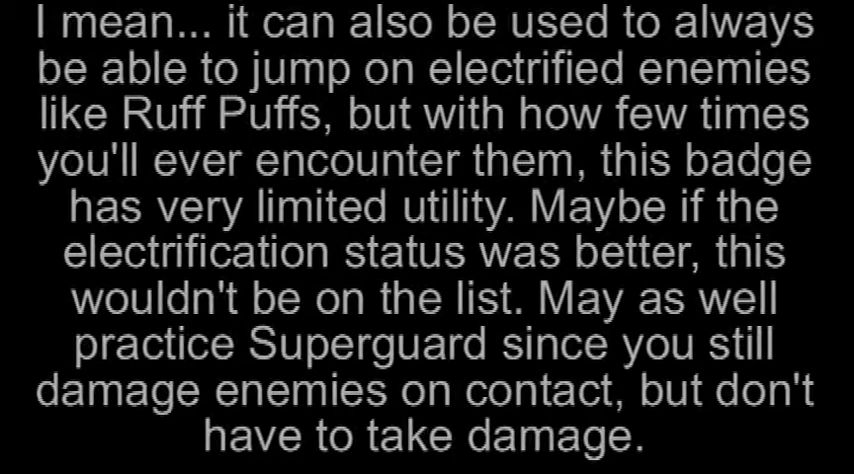 I mean... it can also be used to always
be able to jump on electrified enemies
like Ruff Puffs, but with how few times
you'll ever encounter them, this badge
has very limited utility. Maybe if the
electrification status was better, this
wouldn't be on the list. May as well
practice Superguard since you still
damage enemies on contact, but don't
have to take damage.